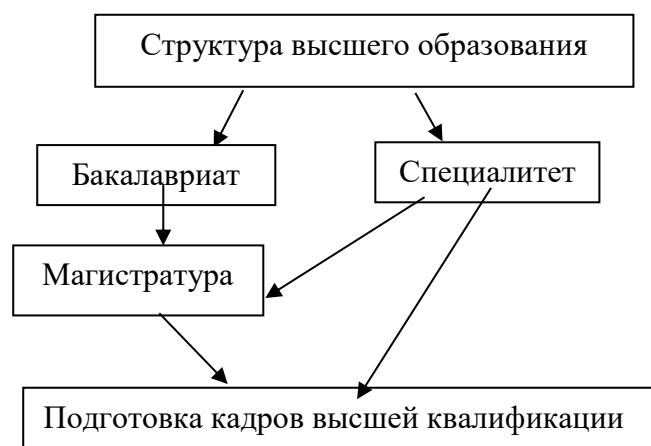 Структура высшего образования
Бакалавриат
Специалитет
Магистратура
Подготовка кадров высшей квалификации